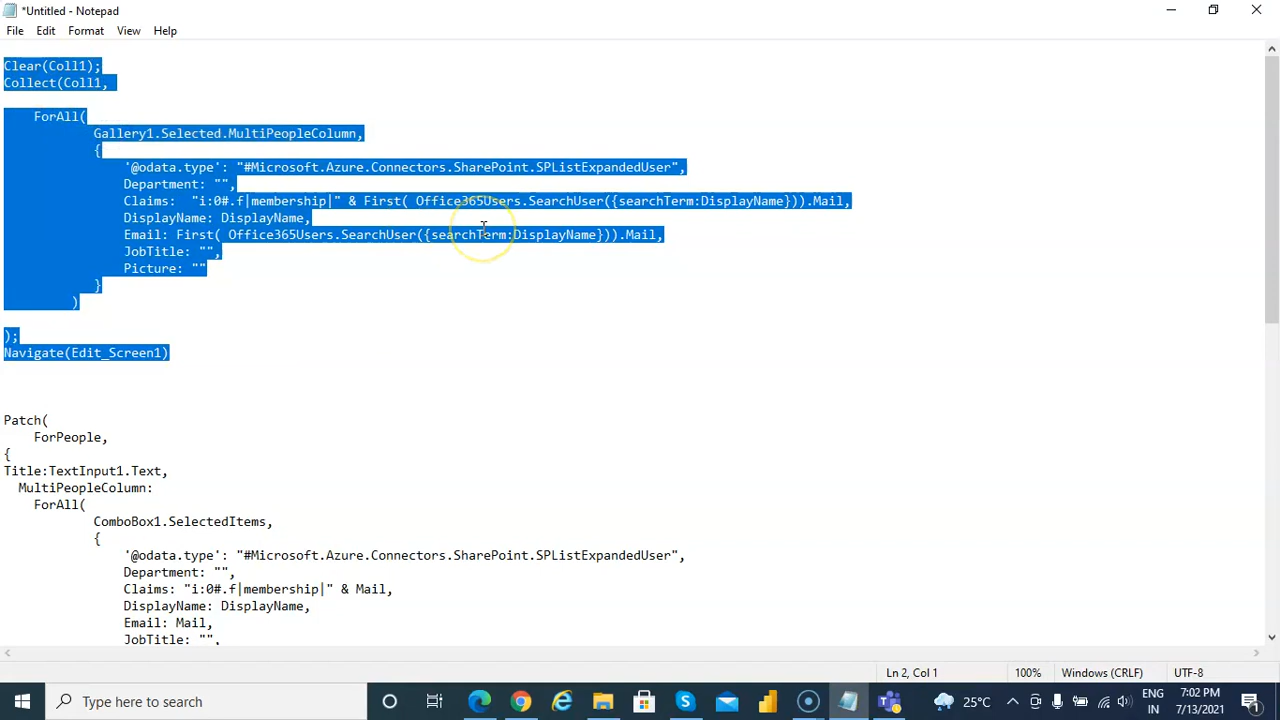 *Untitled - Notepad
File Edit Format View Help
Clear(Coll1);
Collect(Coll1,
ForAll(
Gallery1.Selected.MultiPeopleColumn,
{
'@odata.type': "#Microsoft.Azure.Connectors.SharePoint.SPListExpandedUser",
Department: "",
Claims:  "i:0#.f|membership|" & First( Office365Users.SearchUser({searchTerm:DisplayName})).Mail,
DisplayName: DisplayName,
Email: First( Office365Users.SearchUser({searchTerm:DisplayName})).Mail,
JobTitle: "",
Picture: ""
}
)
);
Navigate(Edit_Screen1)
Patch(
ForPeople,
{
Title:TextInput1.Text,
MultiPeopleColumn:
ForAll(
ComboBox1.SelectedItems,
{
'@odata.type': "#Microsoft.Azure.Connectors.SharePoint.SPListExpandedUser",
Department: "",
Claims: "i:0#.f|membership|" & Mail,
DisplayName: DisplayName,
Email: Mail,
JobTitle: "",
Ln 2, Col 1 100% Windows (CRLF) UTF-8
Type here to search 25°C ENG 7:02 PM
IN 7/13/2021 1